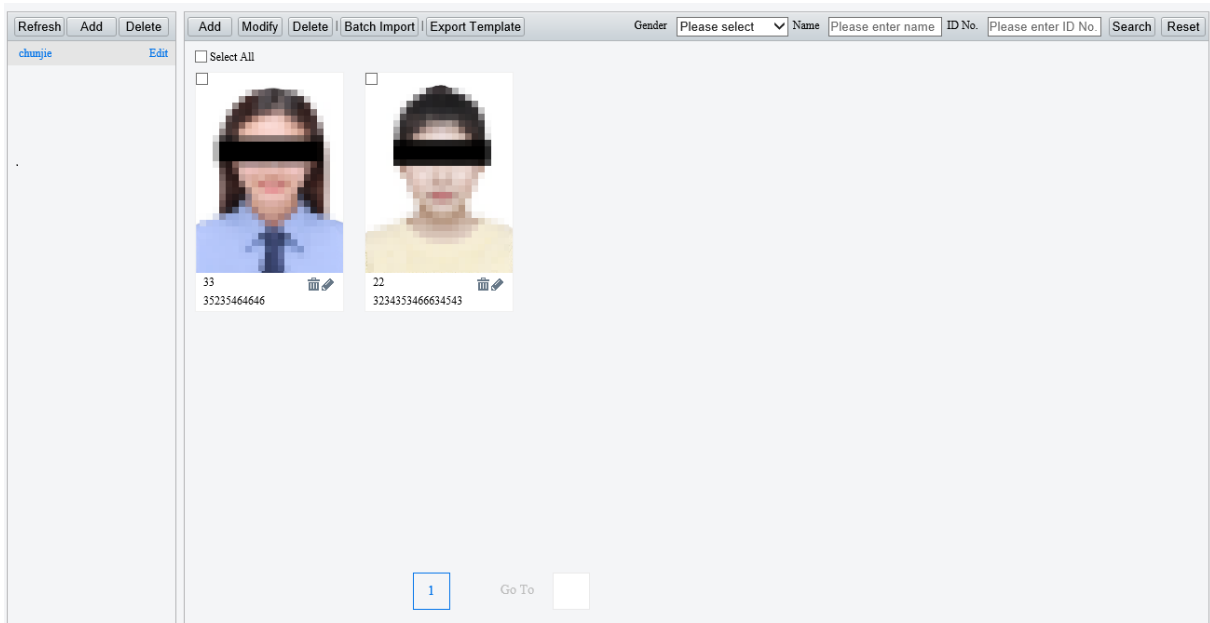 Refresh Add Delete
Add Modify Delete | Batch Import | Export Template Gender Please select Name Please enter name ID No. Please enter ID No. Search Reset
chunjie Edit
Select All
33
35235464646
22
3234353466634543
1 Go To